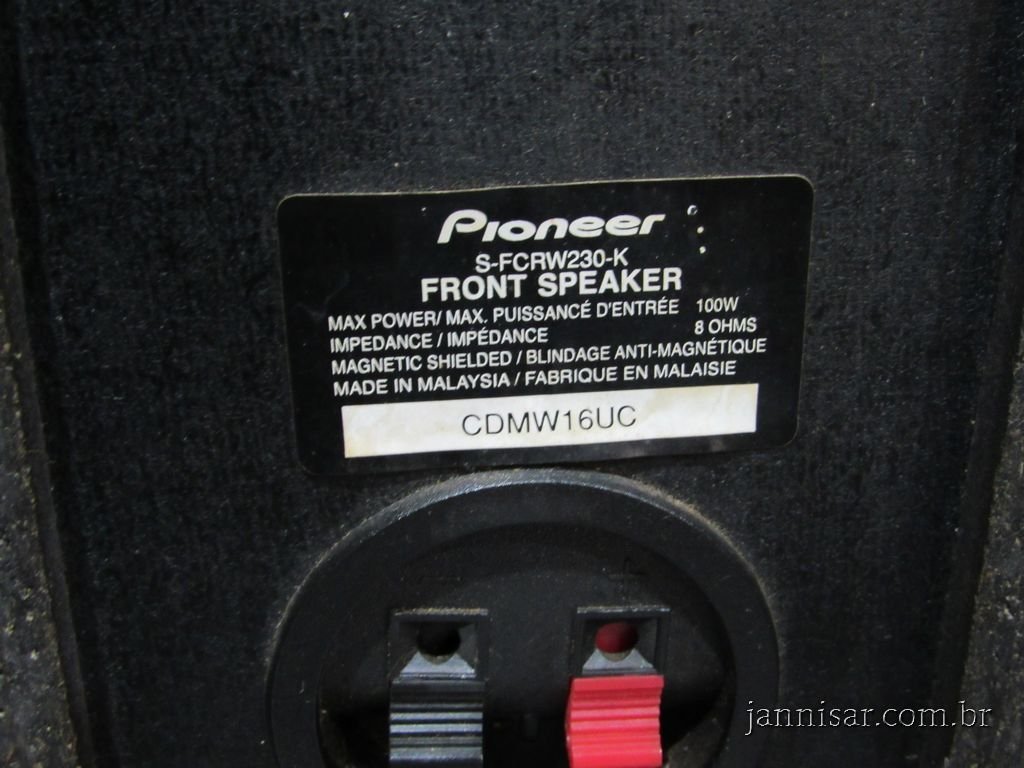 Pioneer
S-FCRW230-K
FRONT SPEAKER
MAX POWER/ MAX. PUISSANCÉ D'ENTRÉE 100W
IMPEDANCE / IMPÉDANCE 8 OHMS
MAGNETIC SHIELDED / BLINDAGE ANTI-MAGNÉTIQUE
MADE IN MALAYSIA / FABRIQUE EN MALAISIE
CDMW16UC
- +
jannisar.com.br